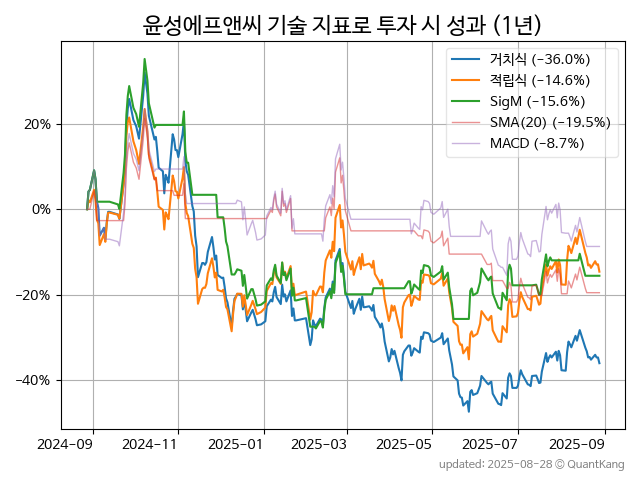 윤성에프앤씨 기술 지표로 투자 시 성과 (1년)
거치식 (−36.0%)
적립식 (−14.6%)
SigM (−15.6%)
SMA(20) (−19.5%)
MACD (−8.7%)
20%
0%
−20%
−40%
2024-09 2024-11 2025-01 2025-03 2025-05 2025-07 2025-09
updated: 2025-08-28 © QuantKang